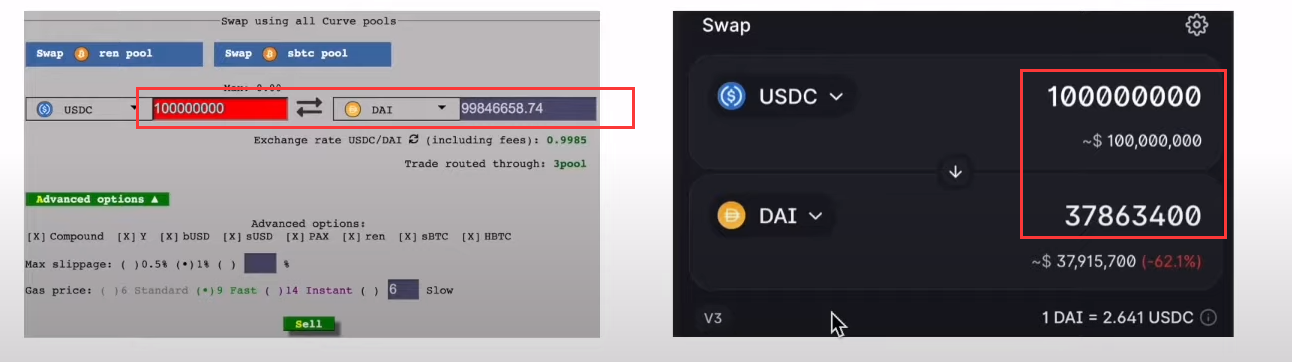 Swap using all Curve pools
Swap ren pool Swap sbtc pool
Max: 0.00
USDC 100000000 DAI 99846658.74
Exchange rate USDC/DAI (including fees): 0.9985
Trade routed through: 3pool
Advanced options ▲
Advanced options:
[X] Compound [X] Y [X] bUSD [X] sUSD [X] PAX [X] ren [X] sBTC [X] HBTC
Max slippage: ( )0.5% (•)1% ( ) %
Gas price: ( )6 Standard (•)9 Fast ( )14 Instant ( ) 6 Slow
Sell
Swap
USDC 100000000
~$ 100,000,000
DAI 37863400
~$ 37,915,700 (-62.1%)
V3 1 DAI = 2.641 USDC